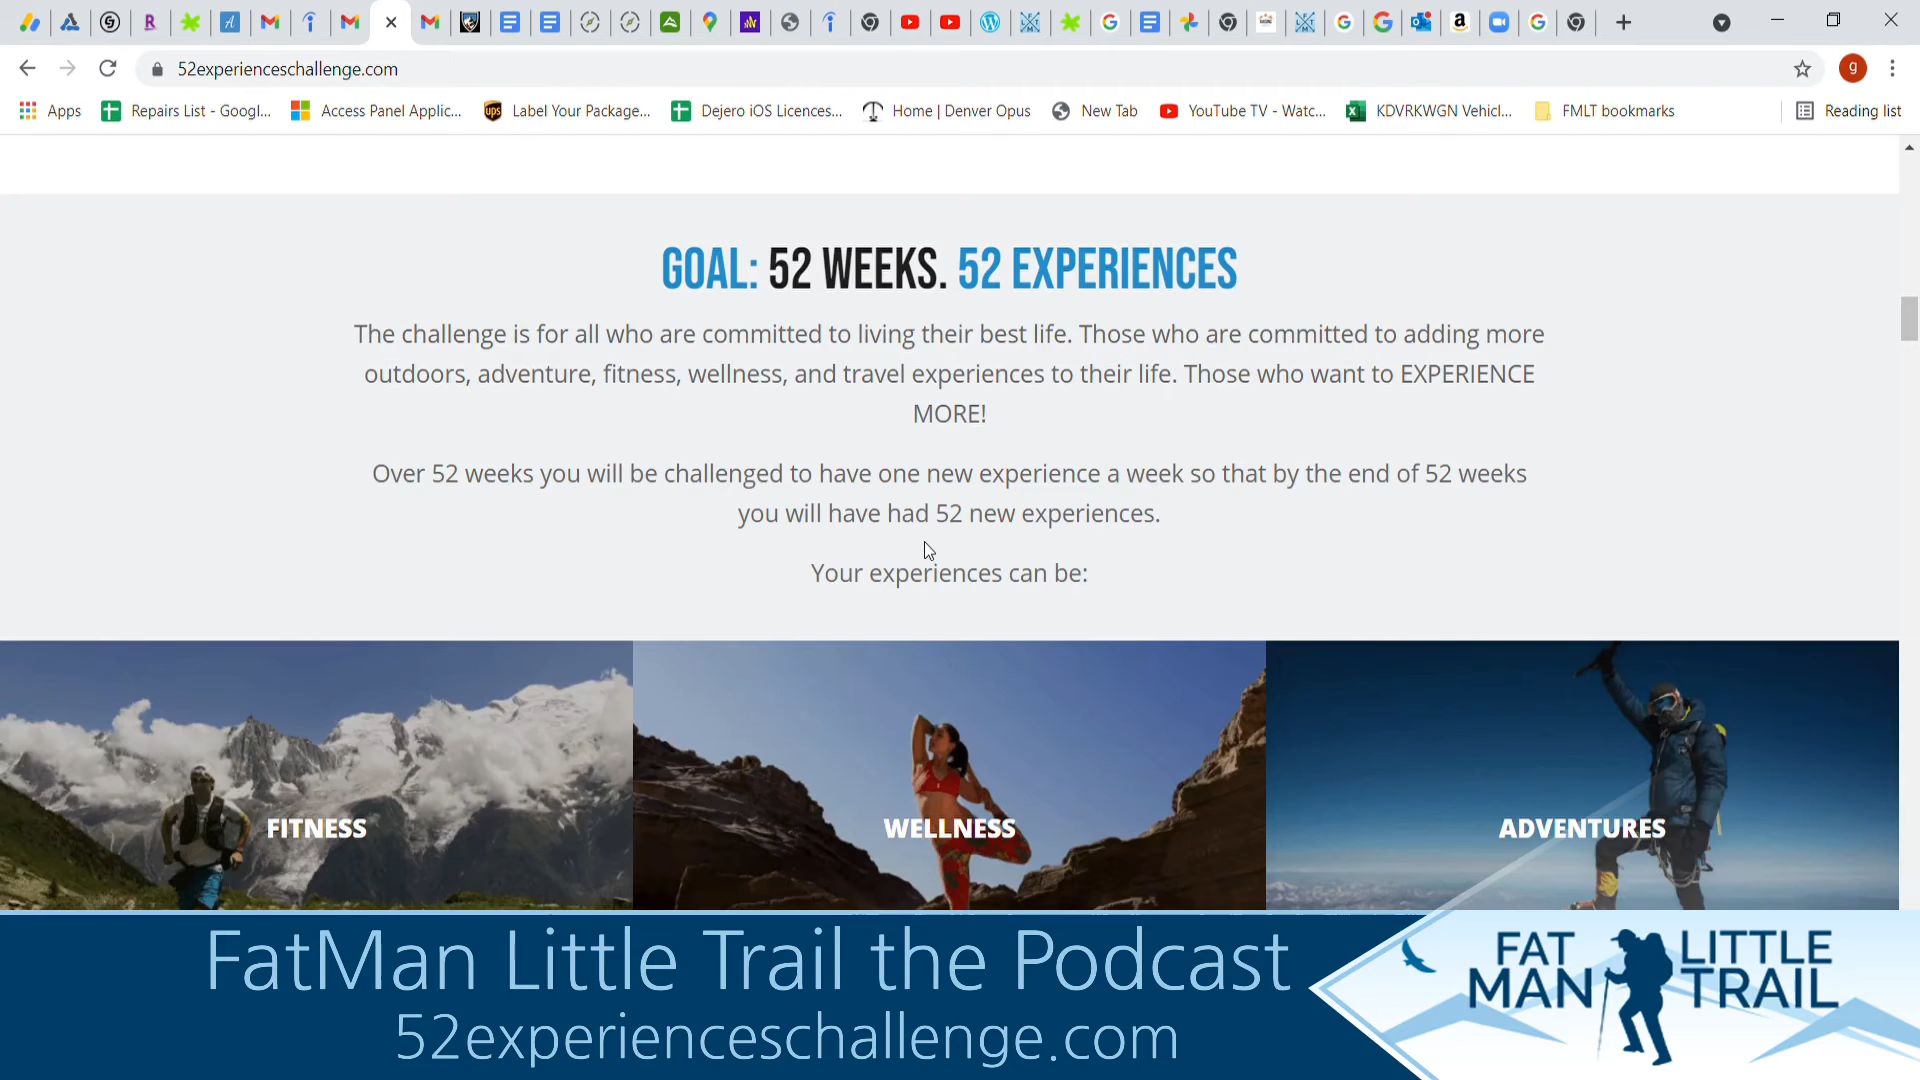 52experienceschallenge.com
g
Apps
Repairs List - Googl...
Access Panel Applic...
Label Your Package...
Dejero iOS Licences...
Home | Denver Opus
New Tab
YouTube TV - Watc...
KDVRKWGN Vehicl...
FMLT bookmarks
Reading list
GOAL: 52 WEEKS. 52 EXPERIENCES
The challenge is for all who are committed to living their best life. Those who are committed to adding more
outdoors, adventure, fitness, wellness, and travel experiences to their life. Those who want to EXPERIENCE
MORE!
Over 52 weeks you will be challenged to have one new experience a week so that by the end of 52 weeks
you will have had 52 new experiences.
Your experiences can be:
FITNESS
WELLNESS
ADVENTURES
FatMan Little Trail the Podcast
52experienceschallenge.com
FAT LITTLE
MAN TRAIL